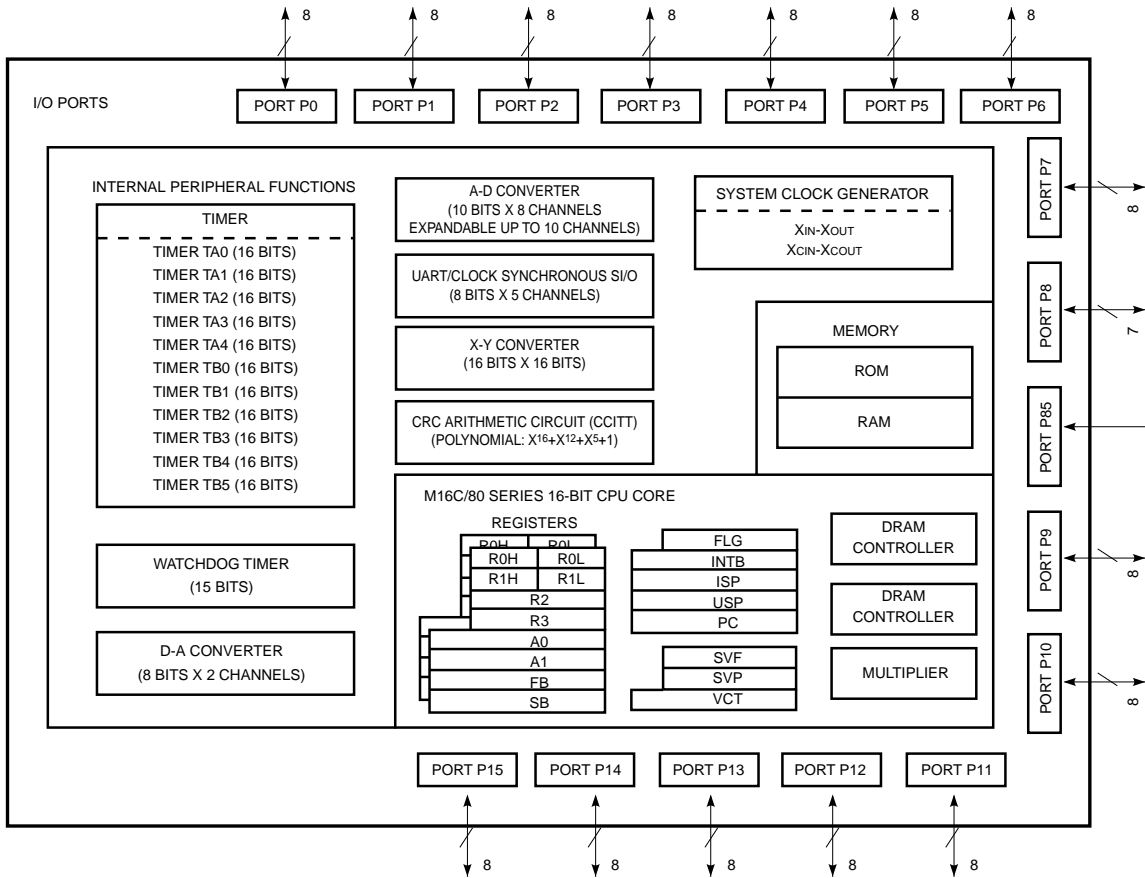 8 8 8 8 8 8 8
I/O PORTS
PORT P0 PORT P1 PORT P2 PORT P3 PORT P4 PORT P5 PORT P6
PORT P7
8
PORT P8
7
PORT P85
PORT P9
8
PORT P10
8
INTERNAL PERIPHERAL FUNCTIONS
TIMER
TIMER TA0 (16 BITS)
TIMER TA1 (16 BITS)
TIMER TA2 (16 BITS)
TIMER TA3 (16 BITS)
TIMER TA4 (16 BITS)
TIMER TB0 (16 BITS)
TIMER TB1 (16 BITS)
TIMER TB2 (16 BITS)
TIMER TB3 (16 BITS)
TIMER TB4 (16 BITS)
TIMER TB5 (16 BITS)
WATCHDOG TIMER
(15 BITS)
D-A CONVERTER
(8 BITS X 2 CHANNELS)
A-D CONVERTER
(10 BITS X 8 CHANNELS
EXPANDABLE UP TO 10 CHANNELS)
UART/CLOCK SYNCHRONOUS SI/O
(8 BITS X 5 CHANNELS)
X-Y CONVERTER
(16 BITS X 16 BITS)
CRC ARITHMETIC CIRCUIT (CCITT)
(POLYNOMIAL: X¹⁶+X¹²+X⁵+1)
SYSTEM CLOCK GENERATOR
XIN-XOUT
XCIN-XCOUT
MEMORY
ROM
RAM
M16C/80 SERIES 16-BIT CPU CORE
REGISTERS
R0H R0L
R0H R0L
R1H R1L
R2
R3
A0
A1
FB
SB
FLG
INTB
ISP
USP
PC
SVF
SVP
VCT
DRAM
CONTROLLER
DRAM
CONTROLLER
MULTIPLIER
PORT P15 PORT P14 PORT P13 PORT P12 PORT P11
8 8 8 8 8